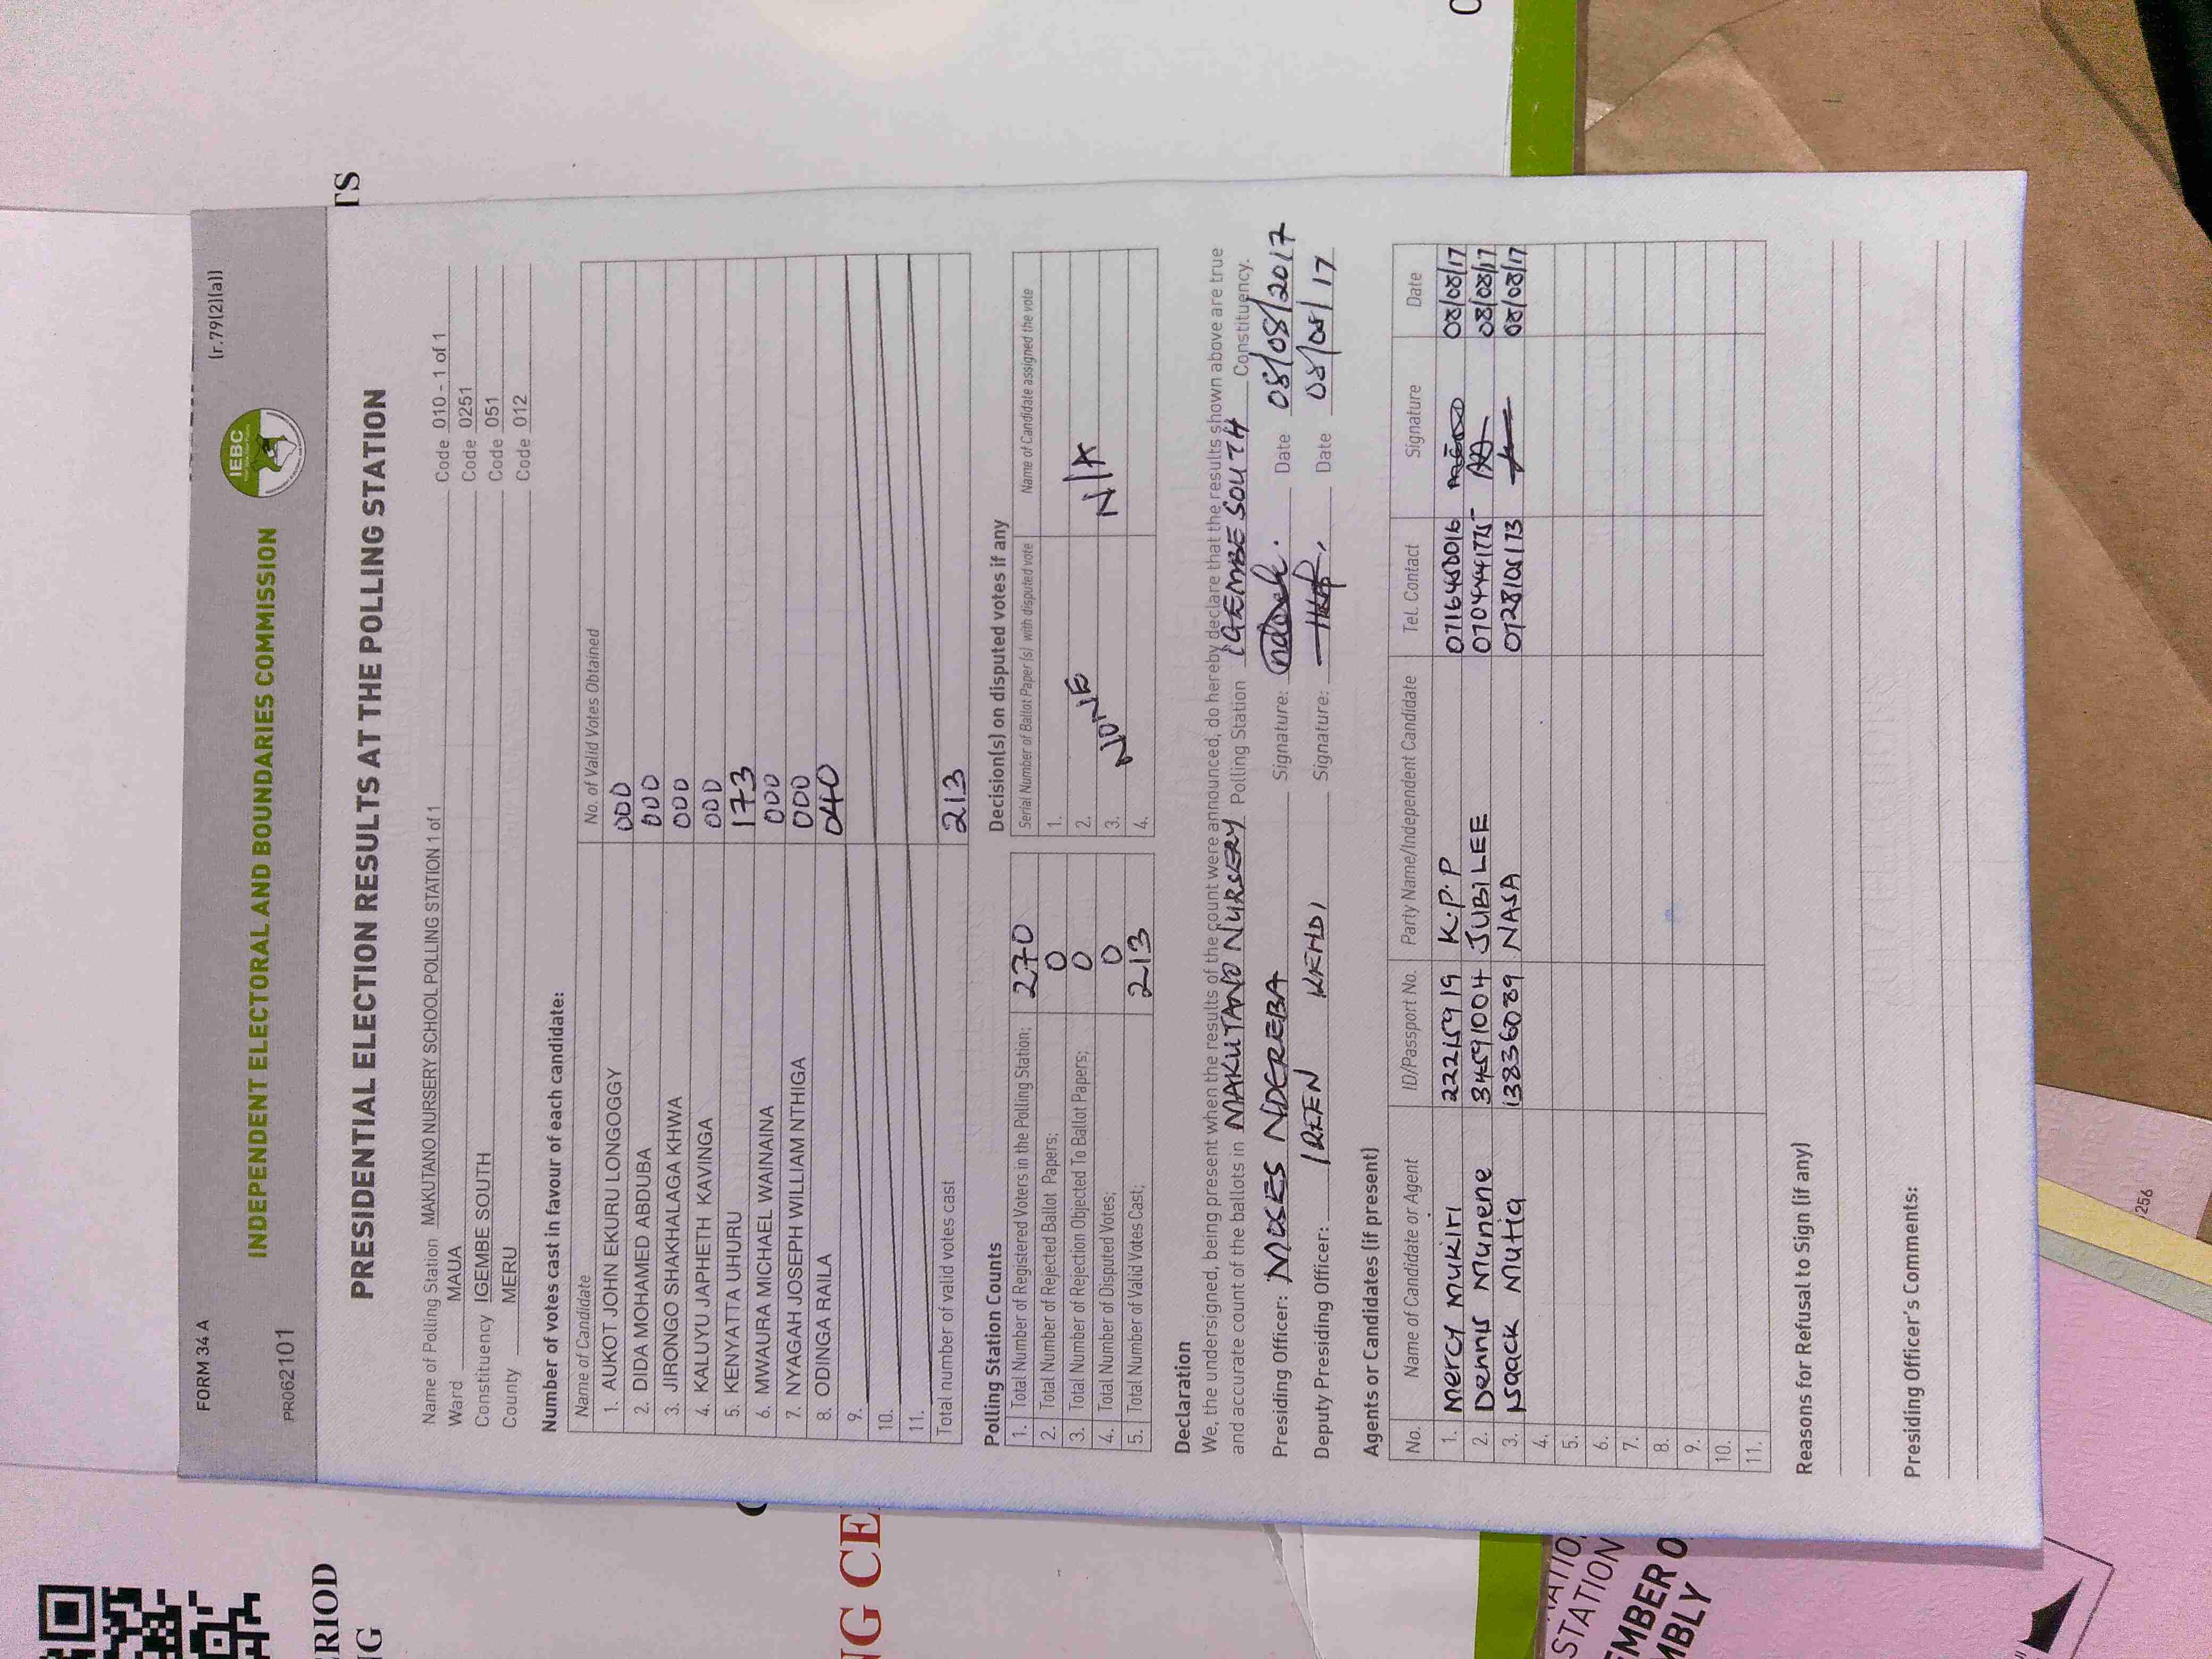 FORM 34 A
(r.79(2)(a))
INDEPENDENT ELECTORAL AND BOUNDARIES COMMISSION
IEBC
PR062101
PRESIDENTIAL ELECTION RESULTS AT THE POLLING STATION
Name of Polling Station MAKUTANO NURSERY SCHOOL POLLING STATION 1 of 1 Code 010 - 1 of 1
Ward MAUA Code 0251
Constituency IGEMBE SOUTH Code 051
County MERU Code 012
Number of votes cast in favour of each candidate:
Name of Candidate No. of Valid Votes Obtained
1. AUKOT JOHN EKURU LONGOGGY 000
2. DIDA MOHAMED ABDUBA 000
3. JIRONGO SHAKHALAGA KHWA 000
4. KALUYU JAPHETH KAVINGA 000
5. KENYATTA UHURU 173
6. MWAURA MICHAEL WAINAINA 000
7. NYAGAH JOSEPH WILLIAM NTHIGA 000
8. ODINGA RAILA 040
9.
10.
11.
Total number of valid votes cast 213
Polling Station Counts
1. Total Number of Registered Voters in the Polling Station; 270
2. Total Number of Rejected Ballot Papers; 0
3. Total Number of Rejection Objected To Ballot Papers; 0
4. Total Number of Disputed Votes; 0
5. Total Number of Valid Votes Cast; 213
Decision(s) on disputed votes if any
Serial Number of Ballot Paper(s) with disputed vote Name of Candidate assigned the vote
1.
2. NONE
3. NONE N/A
4.
Declaration
We, the undersigned, being present when the results of the count were announced, do hereby declare that the results shown above are true
and accurate count of the ballots in MAKUTANO NURSERY Polling Station IGEMBE SOUTH Constituency.
Presiding Officer: MOSES NDEREBA Signature: Date 08/08/2017
Deputy Presiding Officer: IREEN KENDI Signature: Date 08/08/17
Agents or Candidates (if present)
No. Name of Candidate or Agent ID/Passport No. Party Name/Independent Candidate Tel. Contact Signature Date
1. Mercy Mukiri 22215919 K.P.P 0716450016 08/08/17
2. Dennis Munene 34591004 JUBILEE 0704441775 08/08/17
3. Isaack Mutia 13836089 NASA 0728105173 08/08/17
4.
5.
6.
7.
8.
9.
10.
11.
Reasons for Refusal to Sign (if any)
Presiding Officer's Comments:
TS
RIOD
NG CE
STATION
EMBER O
MBLY
256